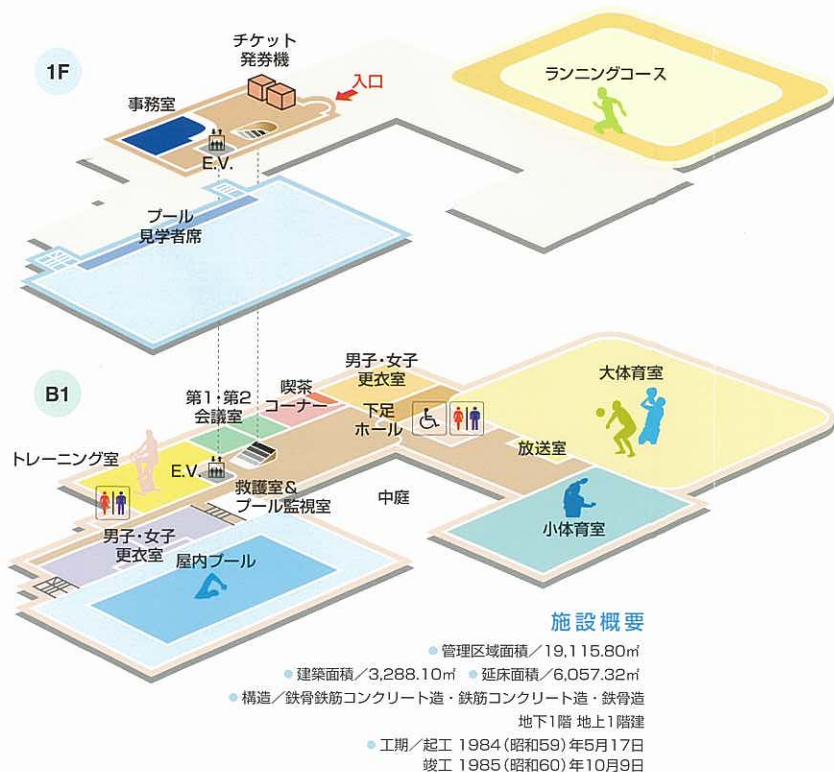 1F
チケット
発券機
入口
事務室
E.V.
ランニングコース
プール
見学者席
B1
男子・女子
更衣室
喫茶
コーナー
第1・第2
会議室
下足
ホール
大体育室
放送室
トレーニング室
E.V.
救護室&
プール監視室
中庭
小体育室
男子・女子
更衣室
屋内プール
施設概要
●管理区域面積／19,115.80㎡
●建築面積／3,288.10㎡ ●延床面積／6,057.32㎡
●構造／鉄骨鉄筋コンクリート造・鉄筋コンクリート造・鉄骨造
地下1階 地上1階建
●工期／起工 1984(昭和59)年5月17日
竣工 1985(昭和60)年10月9日